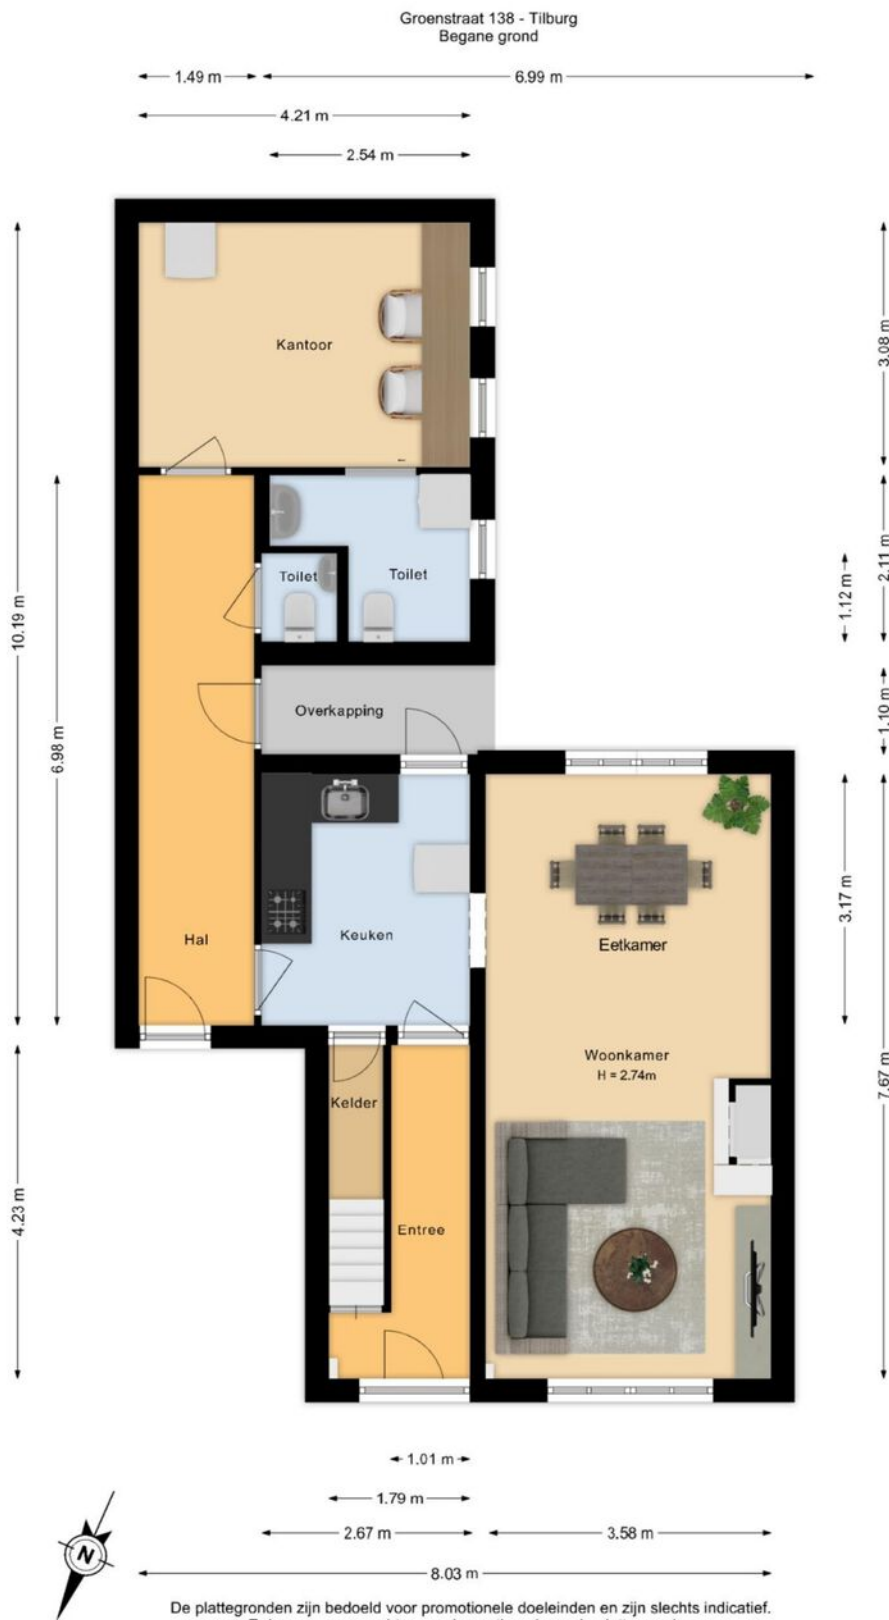 Groenstraat 138 - Tilburg
Begane grond
1.49 m
6.99 m
4.21 m
2.54 m
Kantoor
3.08 m
Toilet
Toilet
2.11 m
1.12 m
10.19 m
6.98 m
Overkapping
1.10 m
Hal
Keuken
Eetkamer
3.17 m
Woonkamer
H = 2.74m
7.67 m
Kelder
Entree
4.23 m
1.01 m
1.79 m
2.67 m
3.58 m
8.03 m
N
De plattegronden zijn bedoeld voor promotionele doeleinden en zijn slechts indicatief.